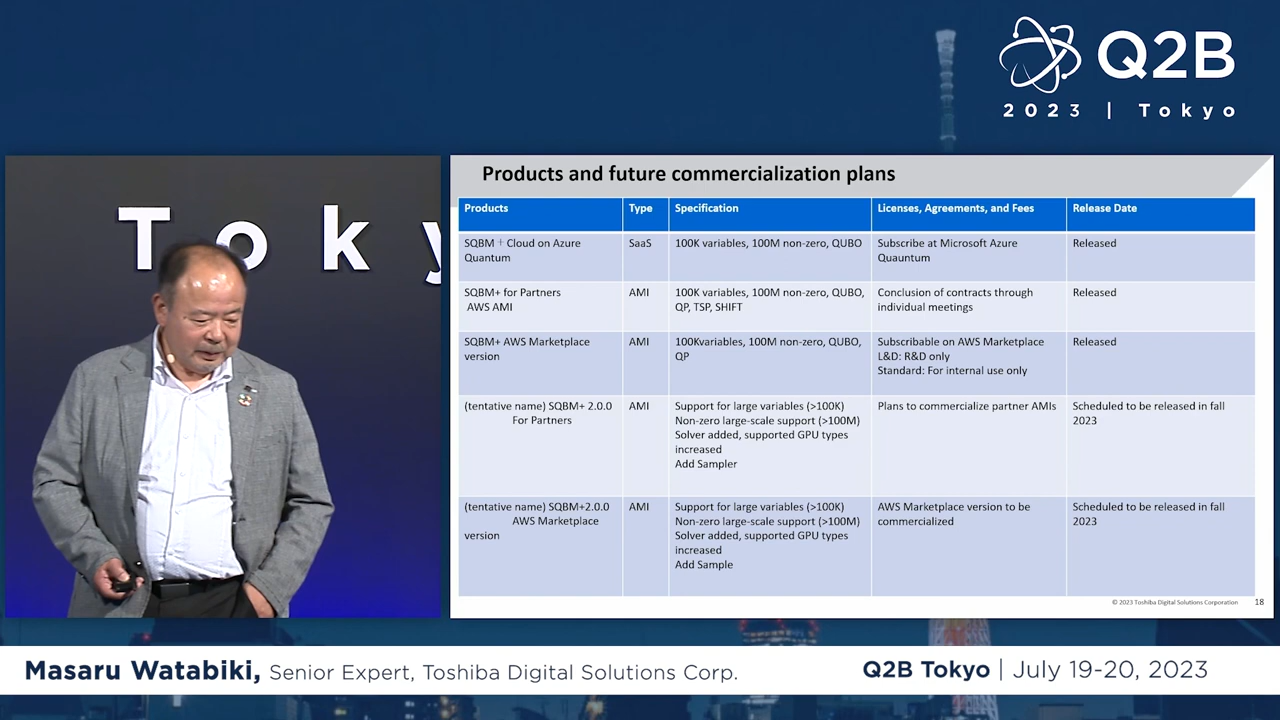 Q2B
2023 | Tokyo
Tok
Products and future commercialization plans
Products
Type
Specification
Licenses, Agreements, and Fees
Release Date
SQBM + Cloud on Azure
Quantum
SaaS
100K variables, 100M non-zero, QUBO
Subscribe at Microsoft Azure
Quauntum
Released
SQBM+ for Partners
AWS AMI
AMI
100K variables, 100M non-zero, QUBO,
QP, TSP, SHIFT
Conclusion of contracts through
individual meetings
Released
SQBM+ AWS Marketplace
version
AMI
100Kvariables, 100M non-zero, QUBO,
QP
Subscribable on AWS Marketplace
L&D: R&D only
Standard: For internal use only
Released
(tentative name) SQBM+ 2.0.0
For Partners
AMI
Support for large variables (>100K)
Non-zero large-scale support (>100M)
Solver added, supported GPU types
increased
Add Sampler
Plans to commercialize partner AMIs
Scheduled to be released in fall
2023
(tentative name) SQBM+2.0.0
AWS Marketplace
version
AMI
Support for large variables (>100K)
Non-zero large-scale support (>100M)
Solver added, supported GPU types
increased
Add Sample
AWS Marketplace version to be
commercialized
Scheduled to be released in fall
2023
© 2023 Toshiba Digital Solutions Corporation
18
Masaru Watabiki, Senior Expert, Toshiba Digital Solutions Corp.
Q2B Tokyo | July 19-20, 2023